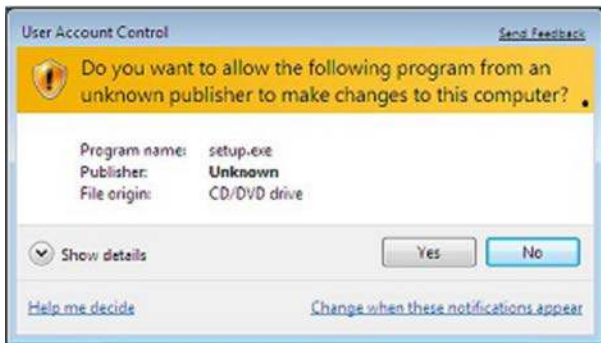 User Account Control
Send Feedback
Do you want to allow the following program from an
unknown publisher to make changes to this computer?
Program name: setup.exe
Publisher: Unknown
File origin: CD/DVD drive
Show details
Yes
No
Help me decide
Change when these notifications appear